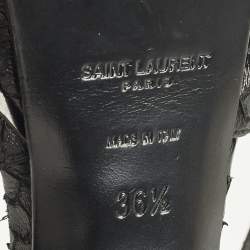 SAINT LAURENT
PARIS
MADE IN ITALY
36½